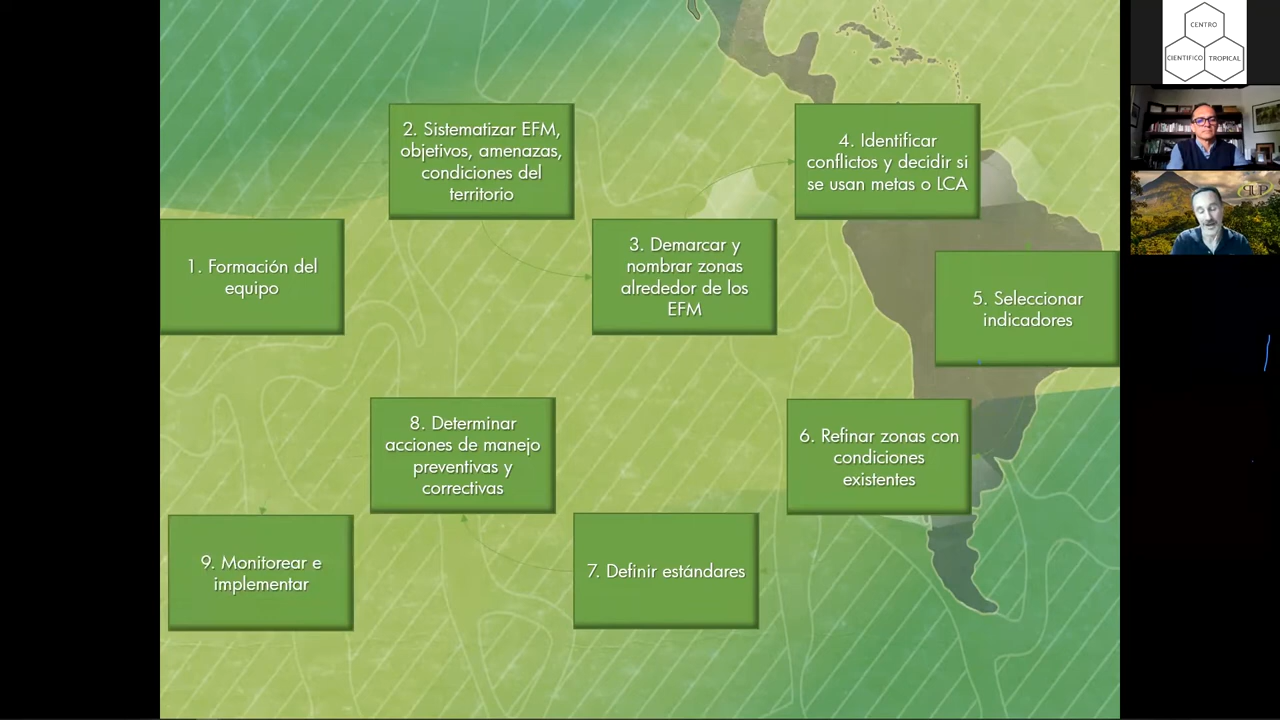 1. Formación del
equipo
2. Sistematizar EFM,
objetivos, amenazas,
condiciones del
territorio
3. Demarcar y
nombrar zonas
alrededor de los
EFM
4. Identificar
conflictos y decidir si
se usan metas o LCA
5. Seleccionar
indicadores
6. Refinar zonas con
condiciones
existentes
7. Definir estándares
8. Determinar
acciones de manejo
preventivas y
correctivas
9. Monitorear e
implementar
CENTRO
CIENTIFICO TROPICAL